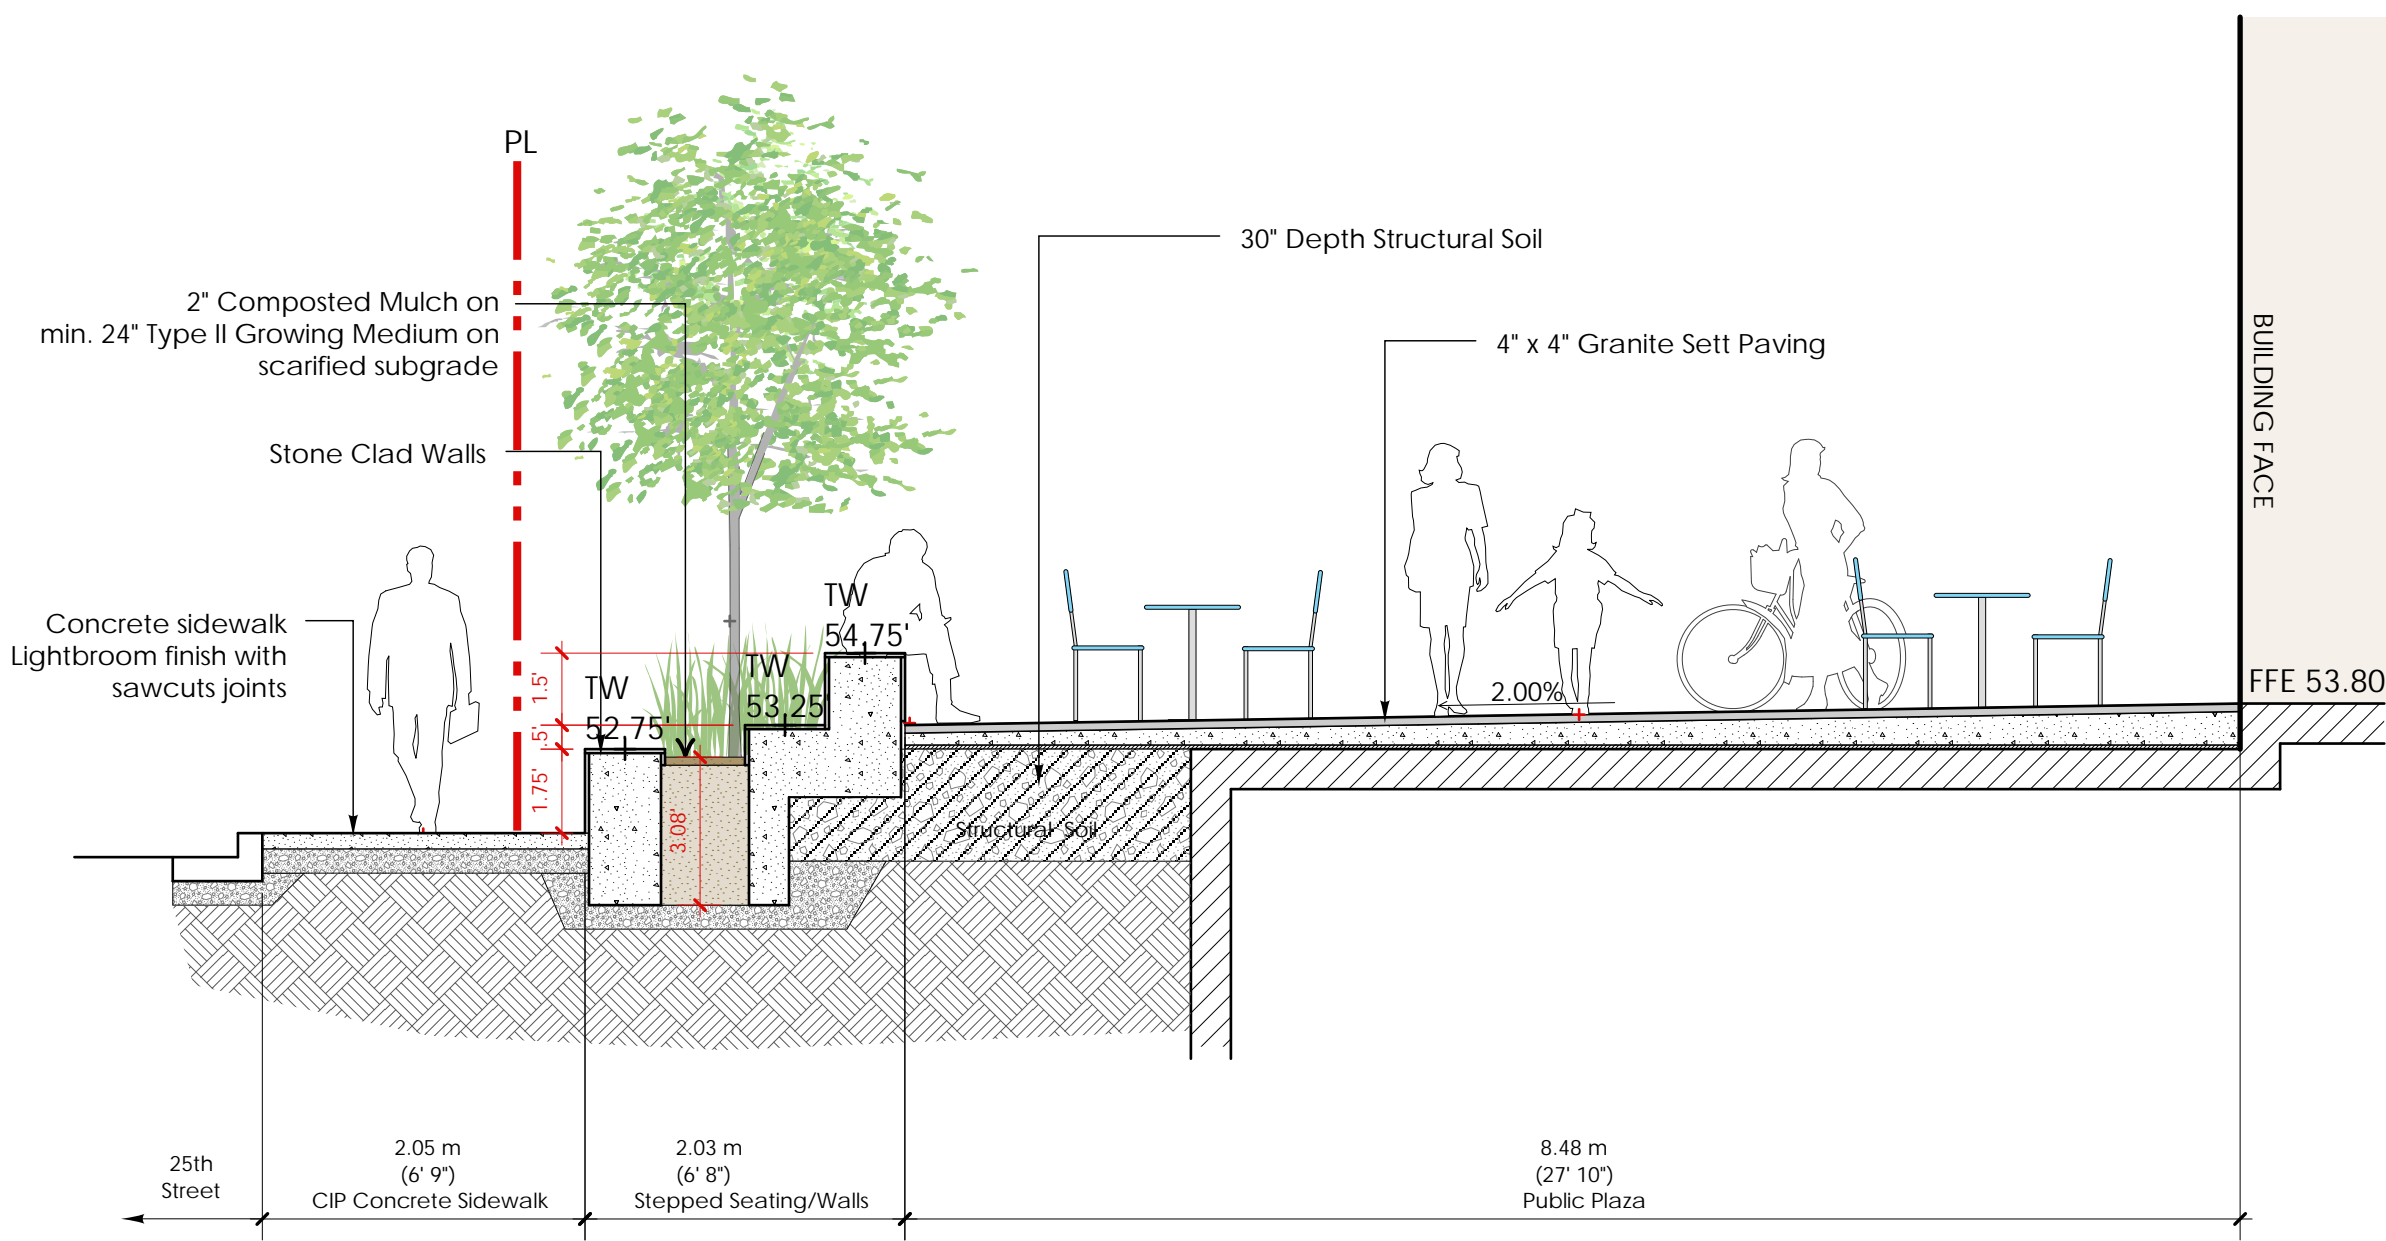 PL
30" Depth Structural Soil
2" Composted Mulch on
min. 24" Type II Growing Medium on
scarified subgrade
4" x 4" Granite Sett Paving
BUILDING FACE
Stone Clad Walls
Concrete sidewalk
Lightbroom finish with
sawcuts joints
TW
54.75'
TW
53.25'
TW
52.75'
1.5'
.5'
1.75'
3.08'
2.00%
FFE 53.80
Structural Soil
25th
Street
2.05 m
(6' 9")
CIP Concrete Sidewalk
2.03 m
(6' 8")
Stepped Seating/Walls
8.48 m
(27' 10")
Public Plaza